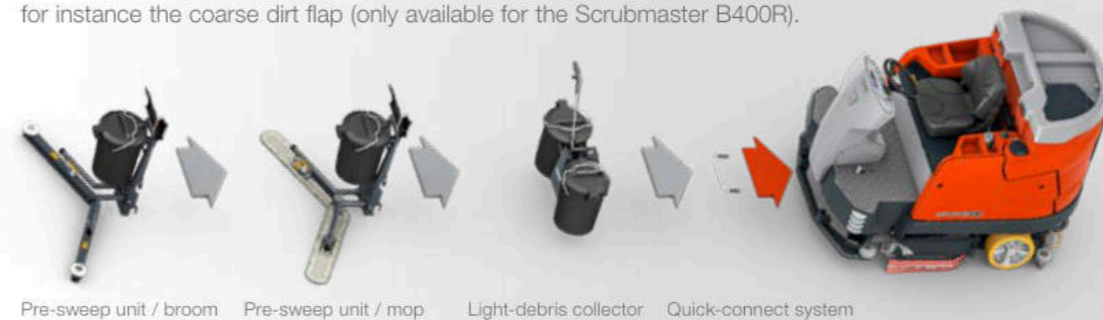 for instance the coarse dirt flap (only available for the Scrubmaster B400R).
Pre-sweep unit / broom Pre-sweep unit / mop Light-debris collector Quick-connect system